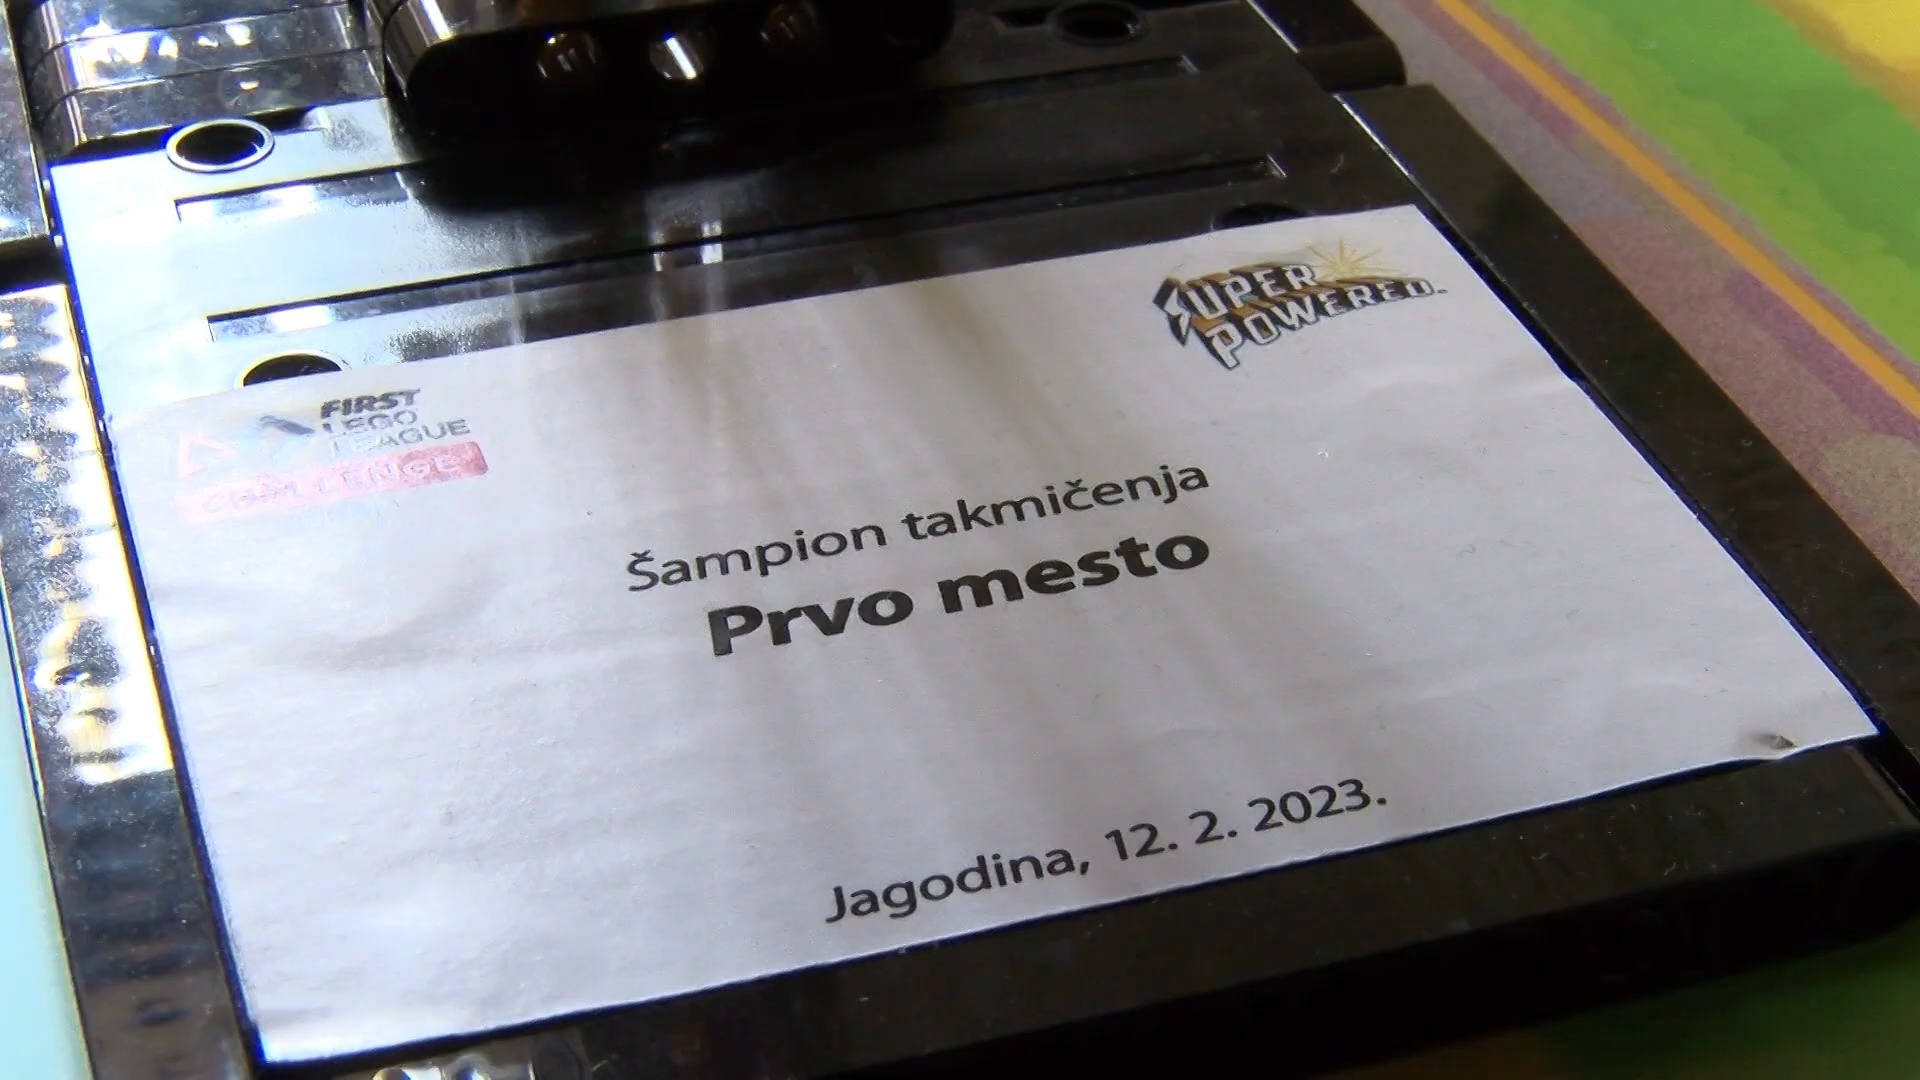 SUPER
POWERED
FIRST
LEGO
LEAGUE
CHALLENGE
Šampion takmičenja
Prvo mesto
Jagodina, 12. 2. 2023.